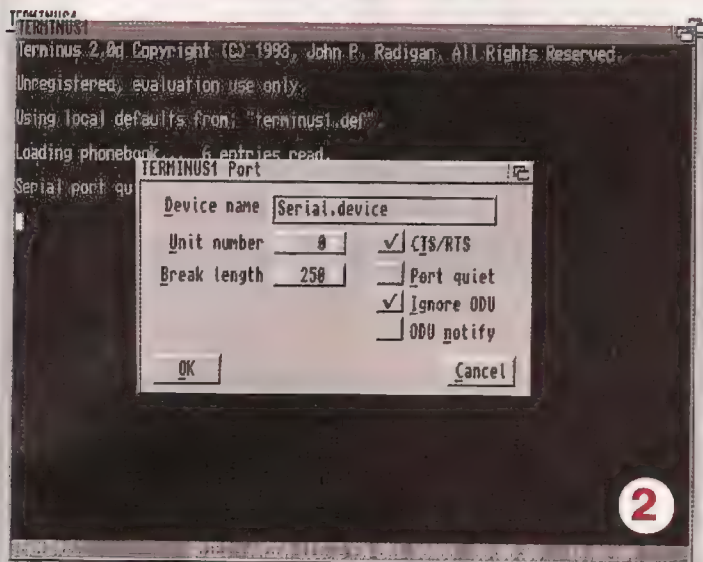 TERMINUS1
Terminus 2.0d Copyright (C) 1993, John P. Radigan, All Rights Reserved.
Unregistered, evaluation use only.
Using local defaults from: "terminus1.def"
Loading phonebook... 6 entries read.
Serial port qu
TERMINUS1 Port
Device name Serial.device
Unit number 0
CTS/RTS
Break length 250
Port quiet
Ignore ODU
ODU notify
OK
Cancel
2